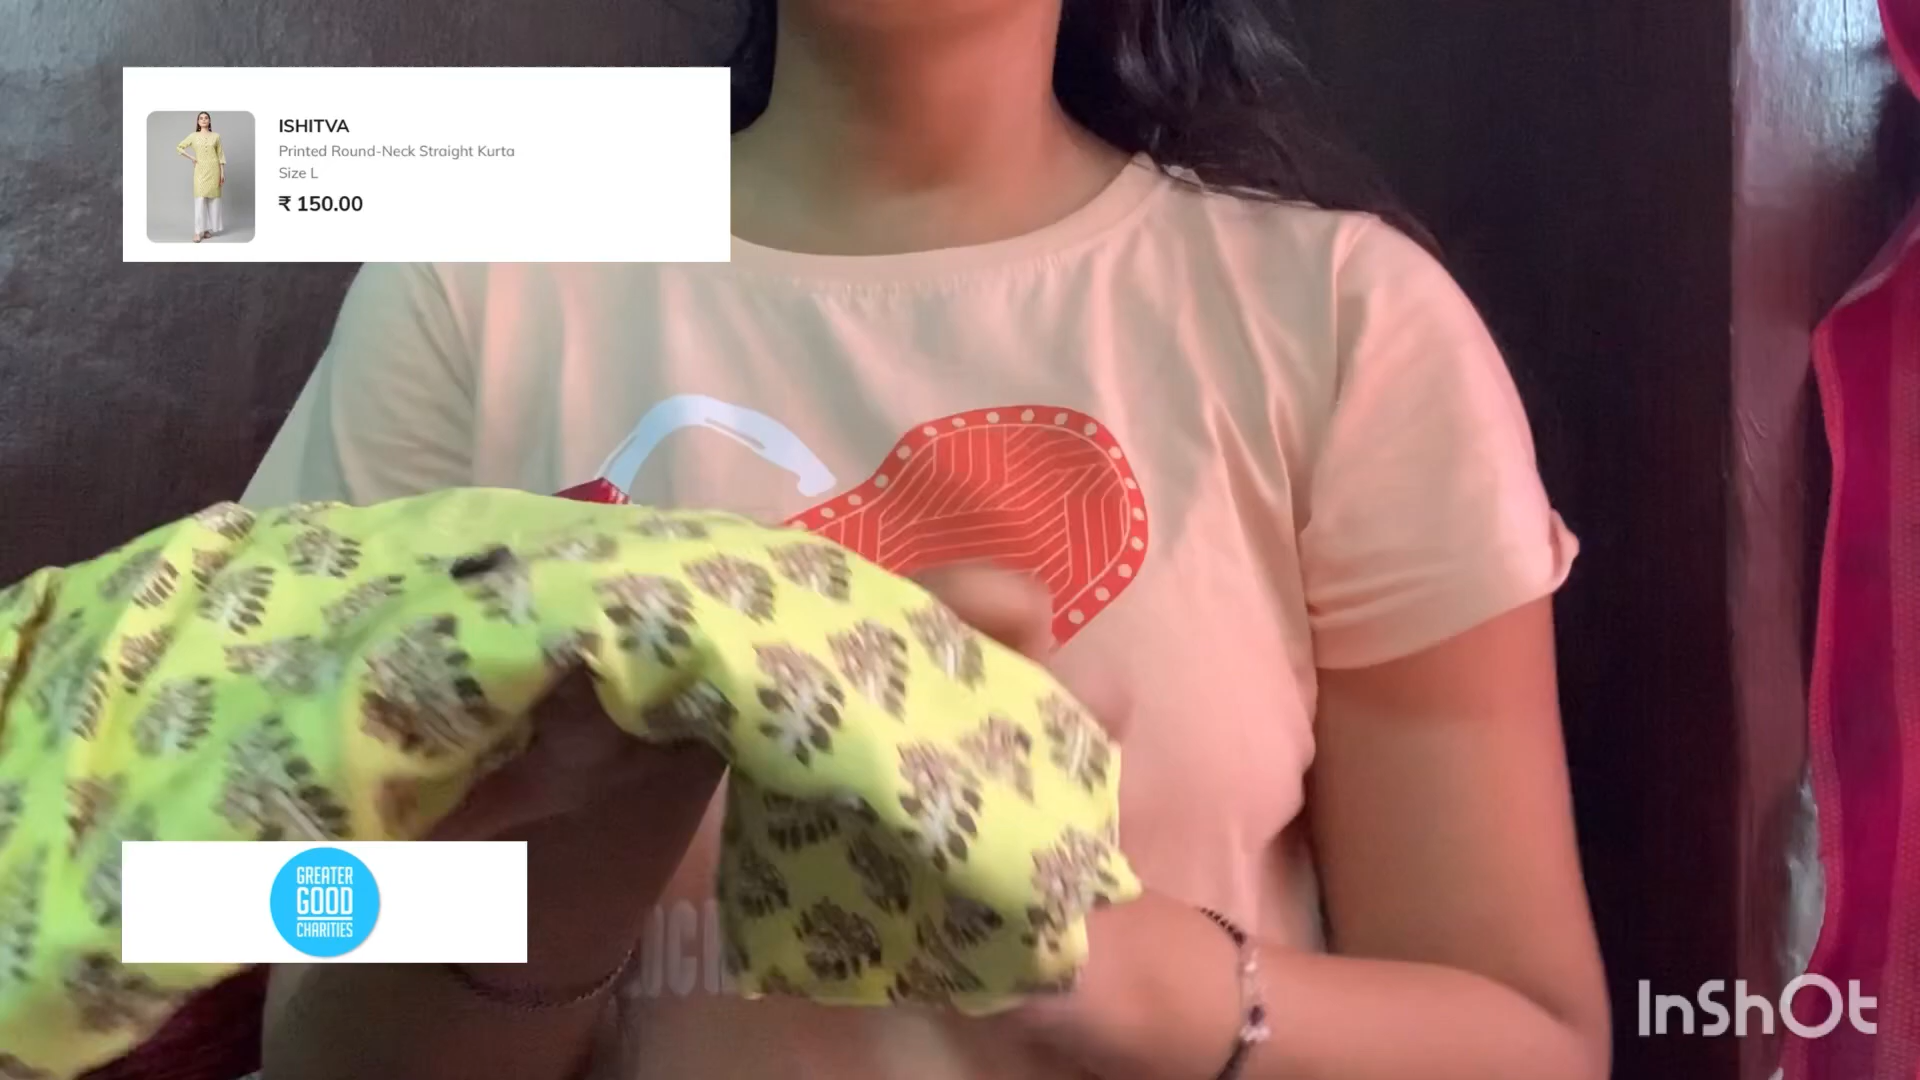 ISHITVA
Printed Round-Neck Straight Kurta
Size L
₹ 150.00
GREATER
GOOD
CHARITIES
InShOt